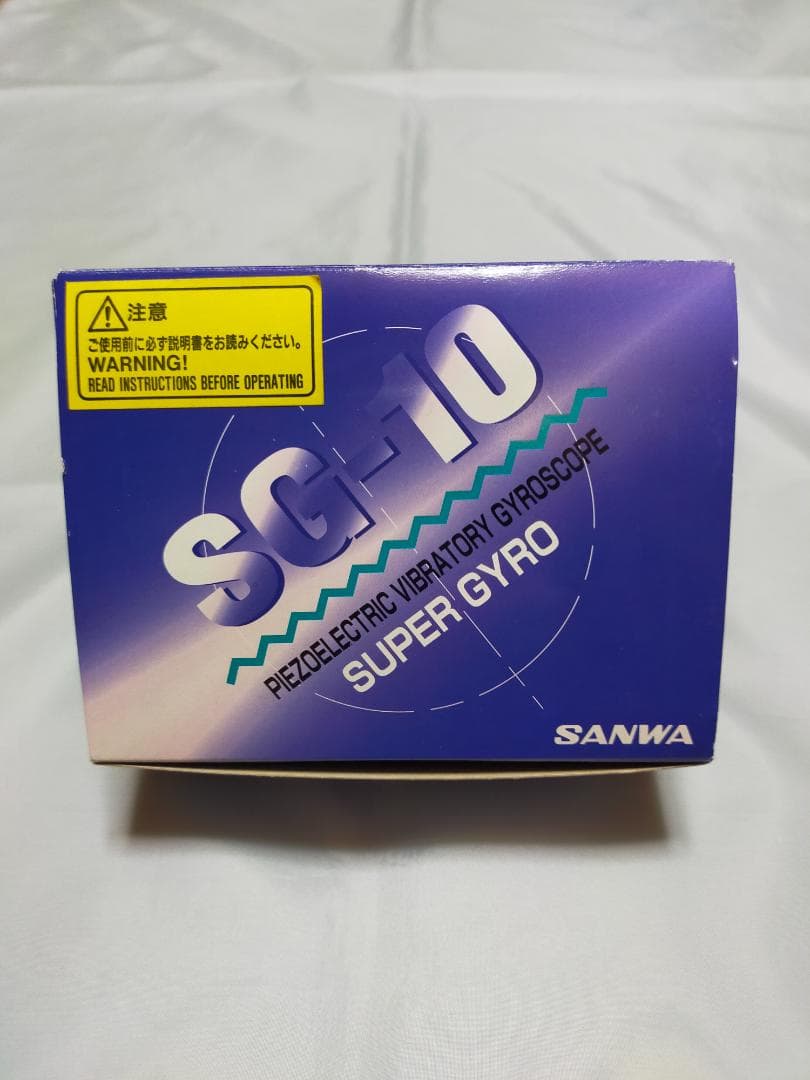 注意
ご使用前に必ず説明書をお読みください。
WARNING!
READ INSTRUCTIONS BEFORE OPERATING
SG-10
PIEZOELECTRIC VIBRATORY GYROSCOPE
SUPER GYRO
SANWA